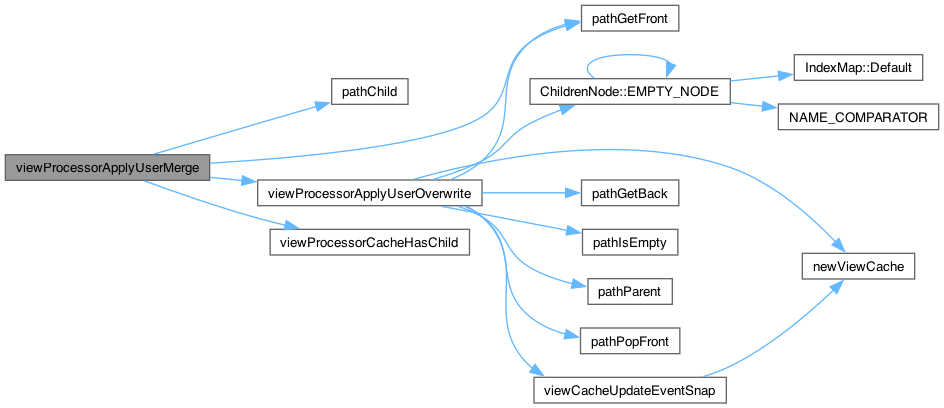 pathGetFront
IndexMap::Default
pathChild
ChildrenNode::EMPTY_NODE
NAME_COMPARATOR
viewProcessorApplyUserMerge
viewProcessorApplyUserOverwrite
pathGetBack
viewProcessorCacheHasChild
pathIsEmpty
newViewCache
pathParent
pathPopFront
viewCacheUpdateEventSnap